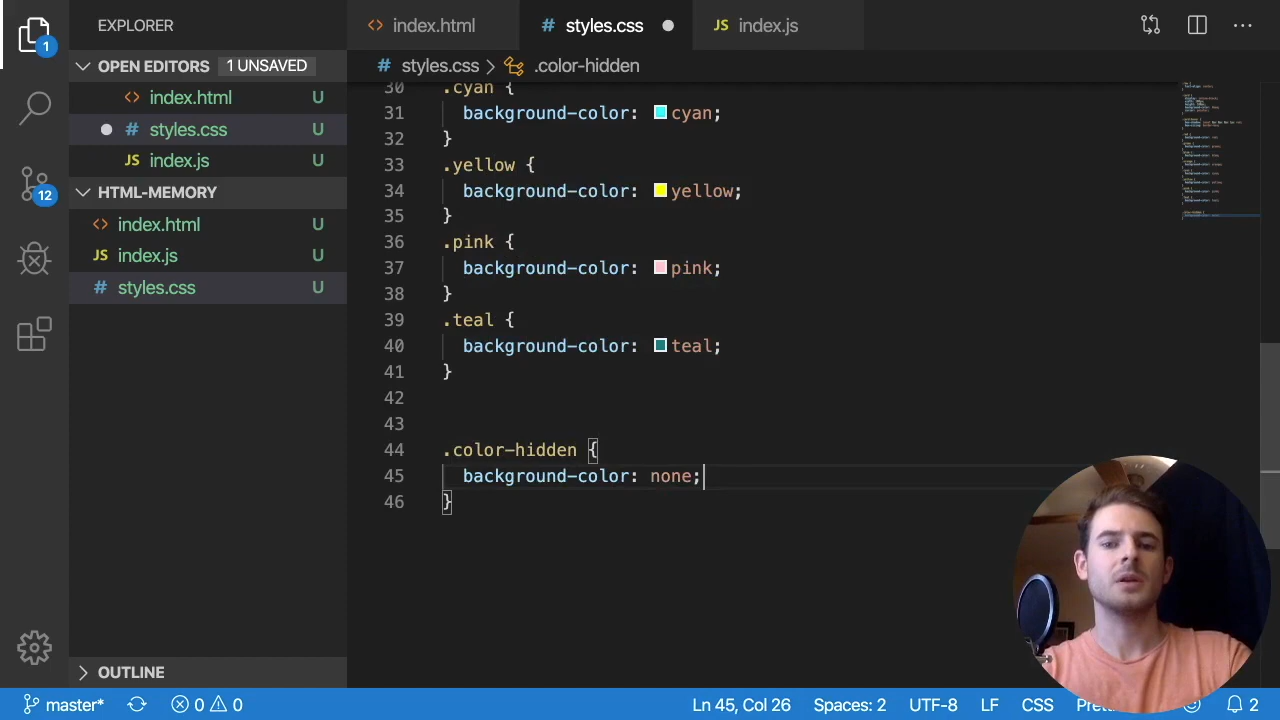 1
EXPLORER
index.html
# styles.css
JS index.js
...
OPEN EDITORS 1 UNSAVED
# styles.css > .color-hidden
index.html U
# styles.css U
JS index.js U
12
HTML-MEMORY
index.html U
JS index.js U
# styles.css U
30 .cyan {
31 background-color: cyan;
32 }
33 .yellow {
34 background-color: yellow;
35 }
36 .pink {
37 background-color: pink;
38 }
39 .teal {
40 background-color: teal;
41 }
42
43
44 .color-hidden {
45 background-color: none;
46 }
OUTLINE
master* 0 0 Ln 45, Col 26 Spaces: 2 UTF-8 LF CSS 2